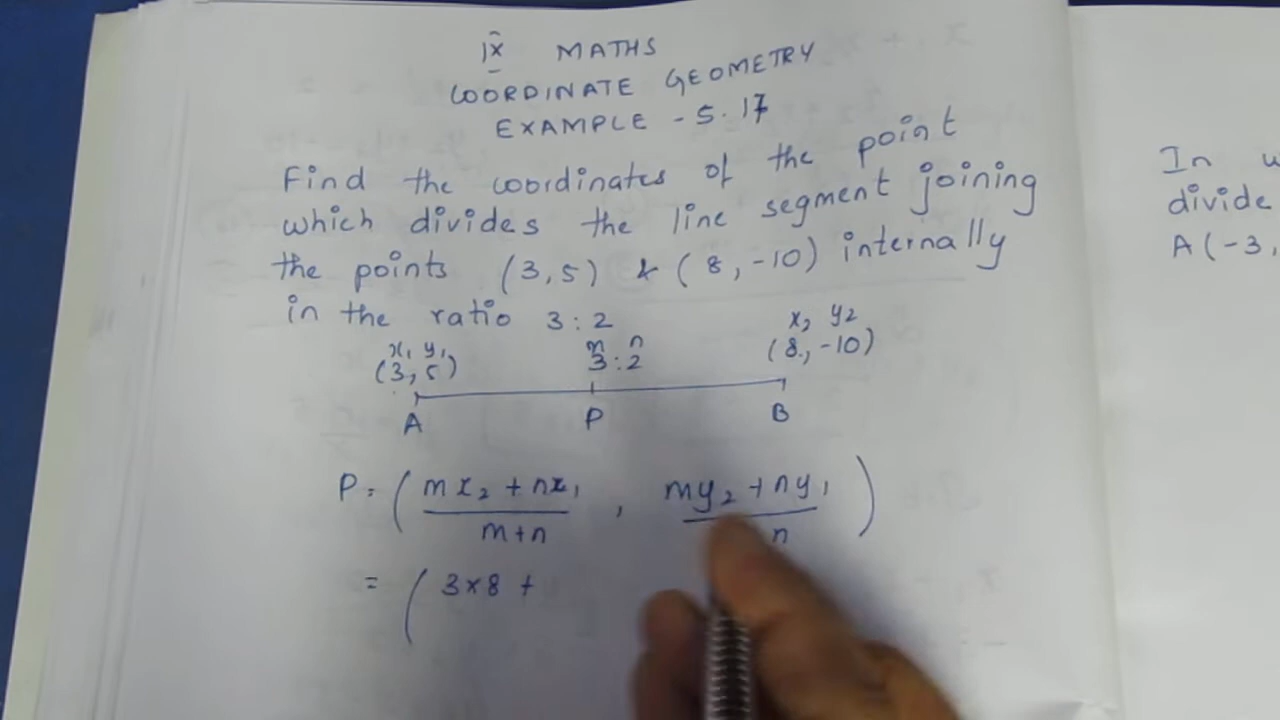 IX MATHS
COORDINATE GEOMETRY
EXAMPLE - 5.17
Find the coordinates of the point
which divides the line segment joining
the points (3,5) & (8,-10) internally
in the ratio 3:2
x₁ y₁ m n x₂ y₂
(3,5) 3:2 (8,-10)
A P B
P = ( mx₂ + nx₁ , my₂ + ny₁ )
m+n n
= ( 3×8 +
In
divide
A(-3,